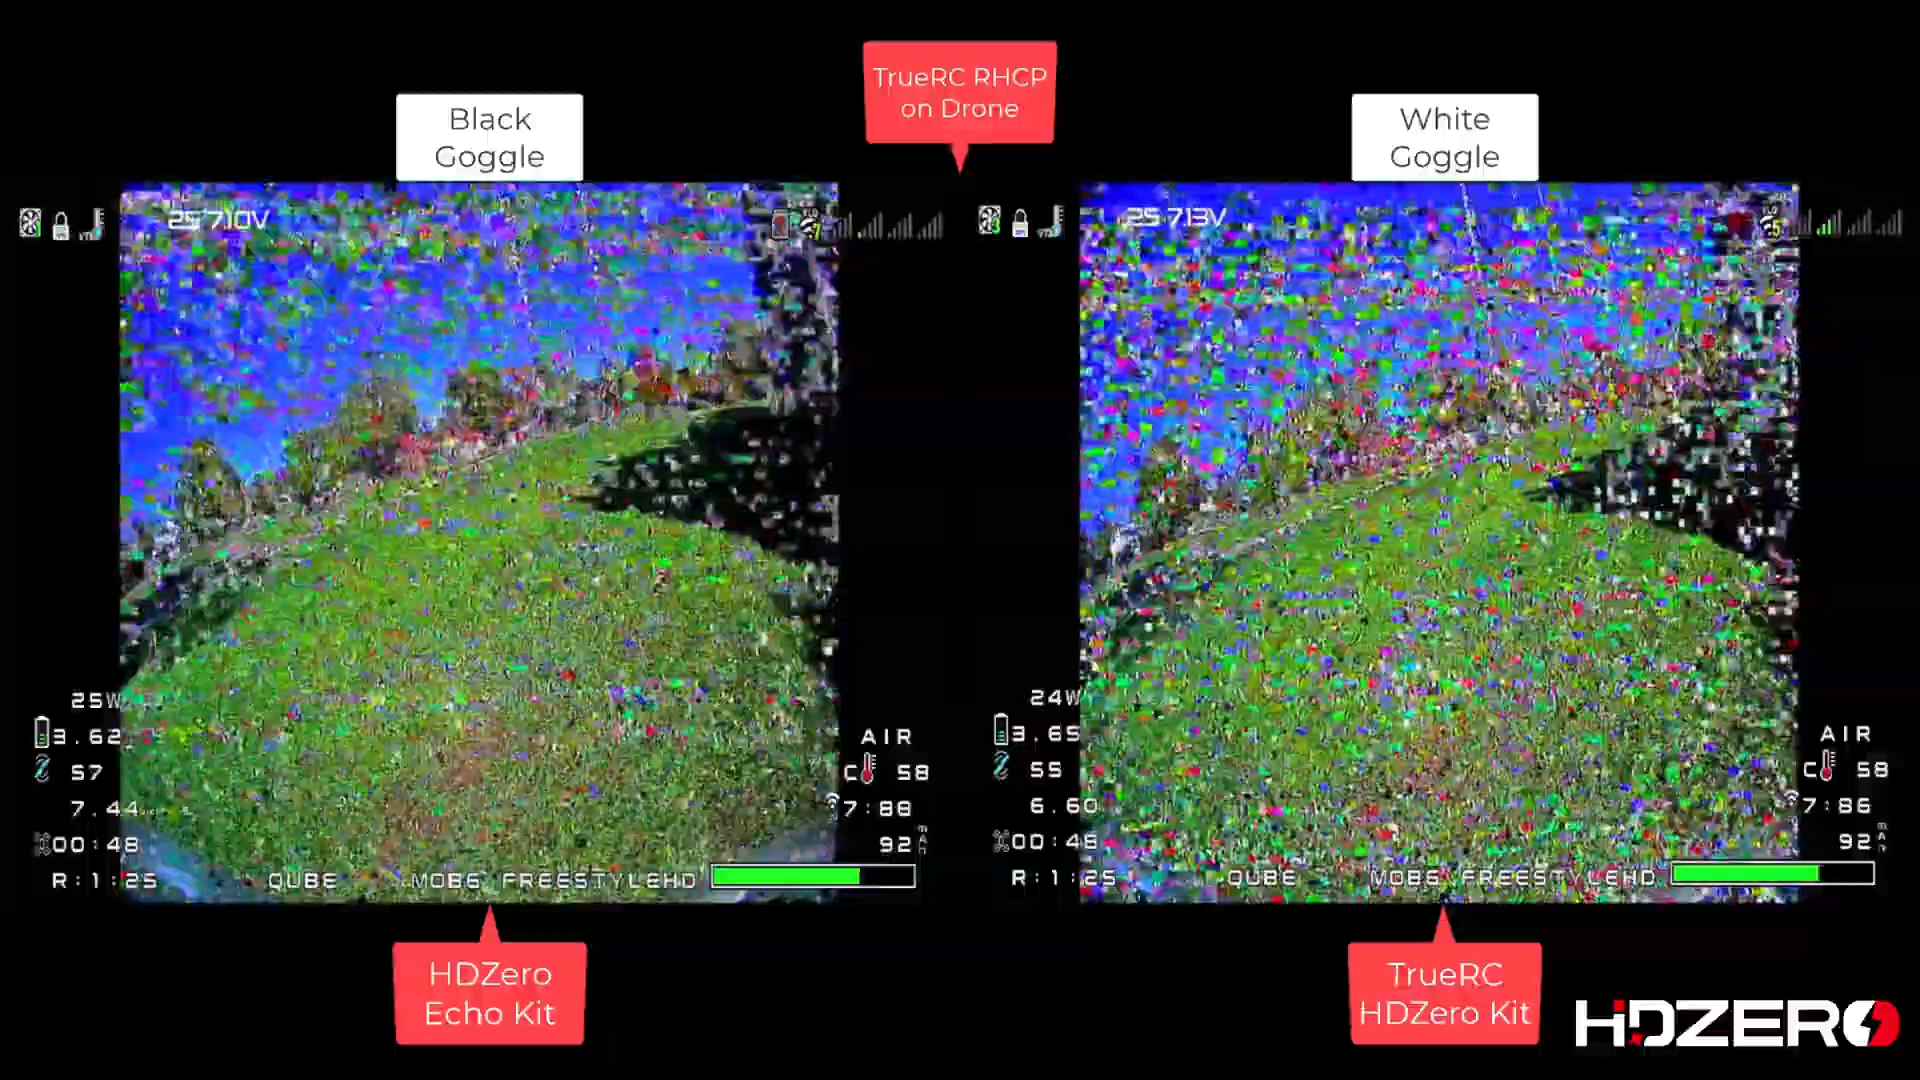 TrueRC RHCP
on Drone
Black
Goggle
White
Goggle
25 7.10V
25 7.13V
25W
3.62
57
7.44
00:48
R:1:25
QUBE
MOB6 FREESTYLEHD
AIR
C 58
7:88
92
24W
3.65
55
6.60
00:46
R:1:25
QUBE
MOB6 FREESTYLEHD
AIR
C 58
7:86
92
HDZero
Echo Kit
TrueRC
HDZero Kit
HDZERO